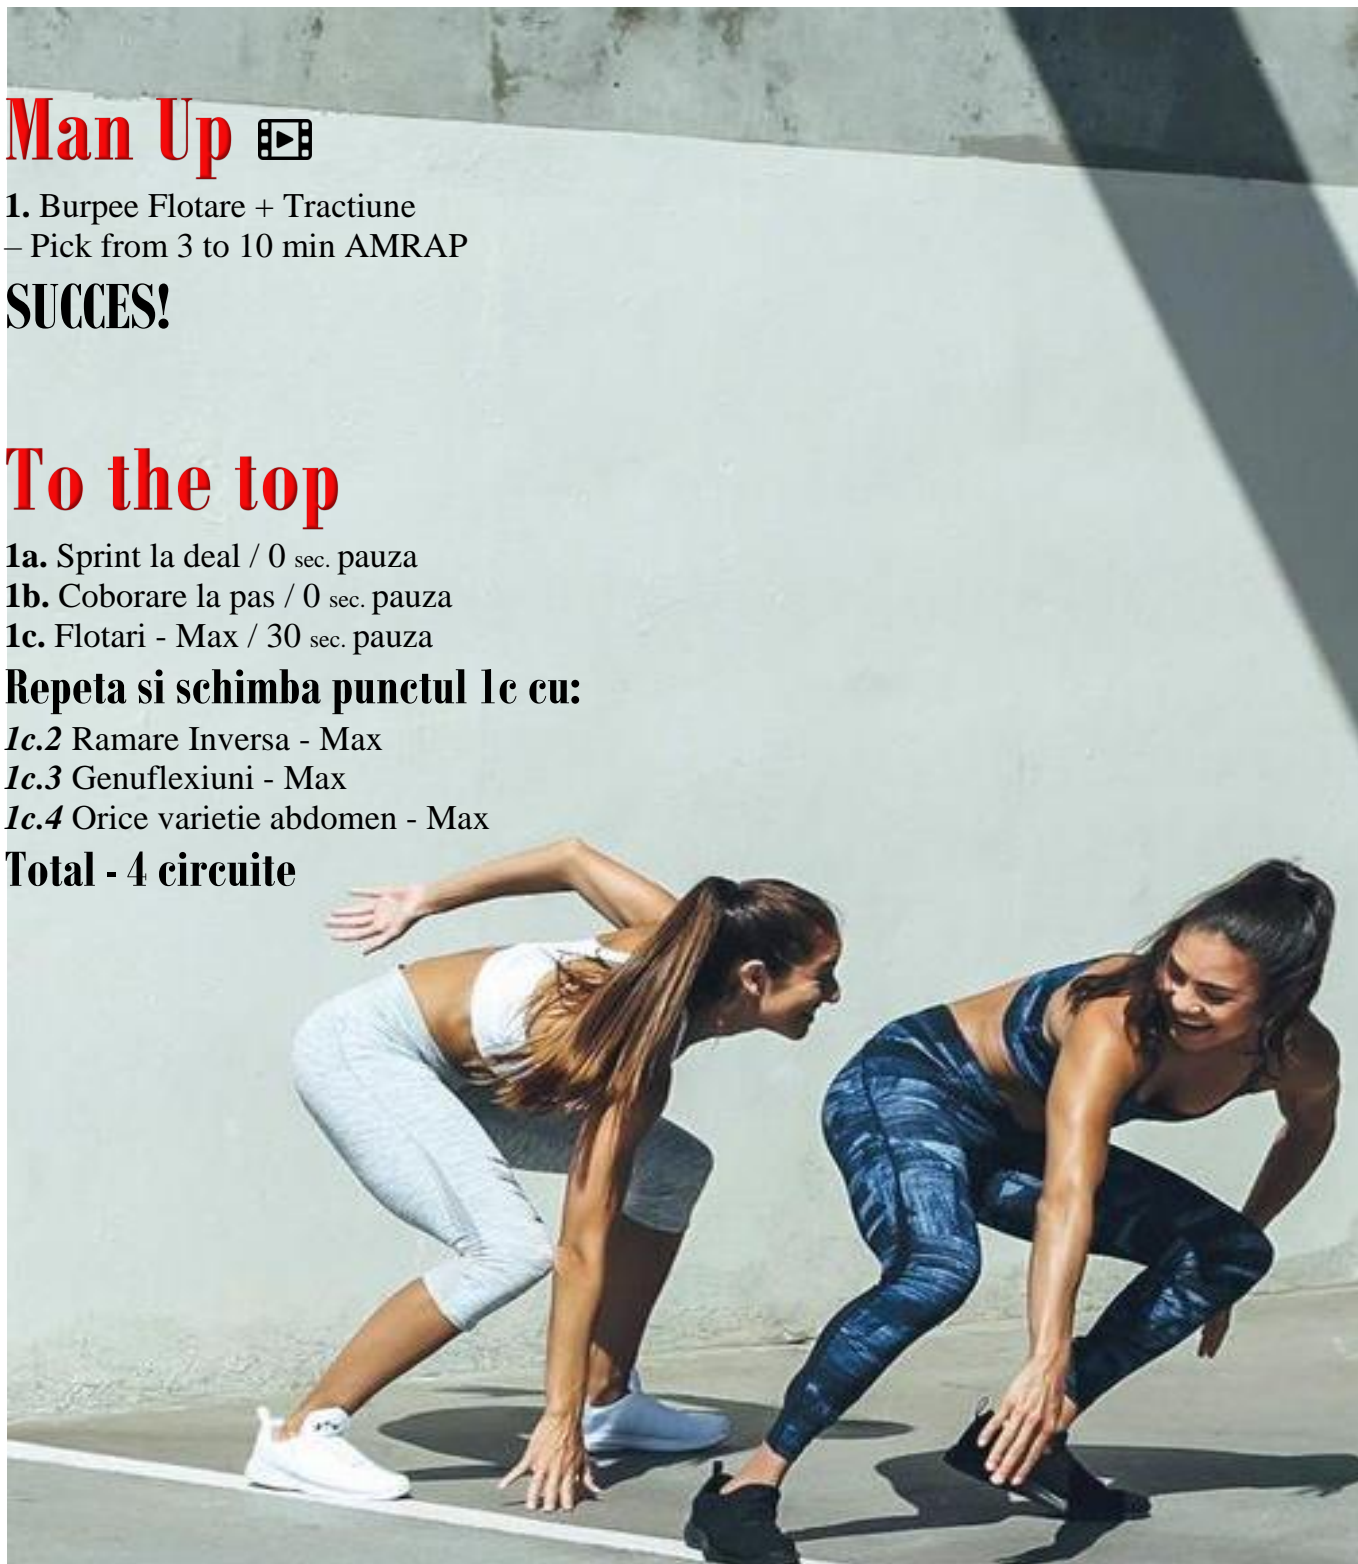 Man Up
1. Burpee Flotare + Tractiune
– Pick from 3 to 10 min AMRAP
SUCCES!
To the top
1a. Sprint la deal / 0 sec. pauza
1b. Coborare la pas / 0 sec. pauza
1c. Flotari - Max / 30 sec. pauza
Repeta si schimba punctul 1c cu:
1c.2 Ramare Inversa - Max
1c.3 Genuflexiuni - Max
1c.4 Orice varietie abdomen - Max
Total - 4 circuite